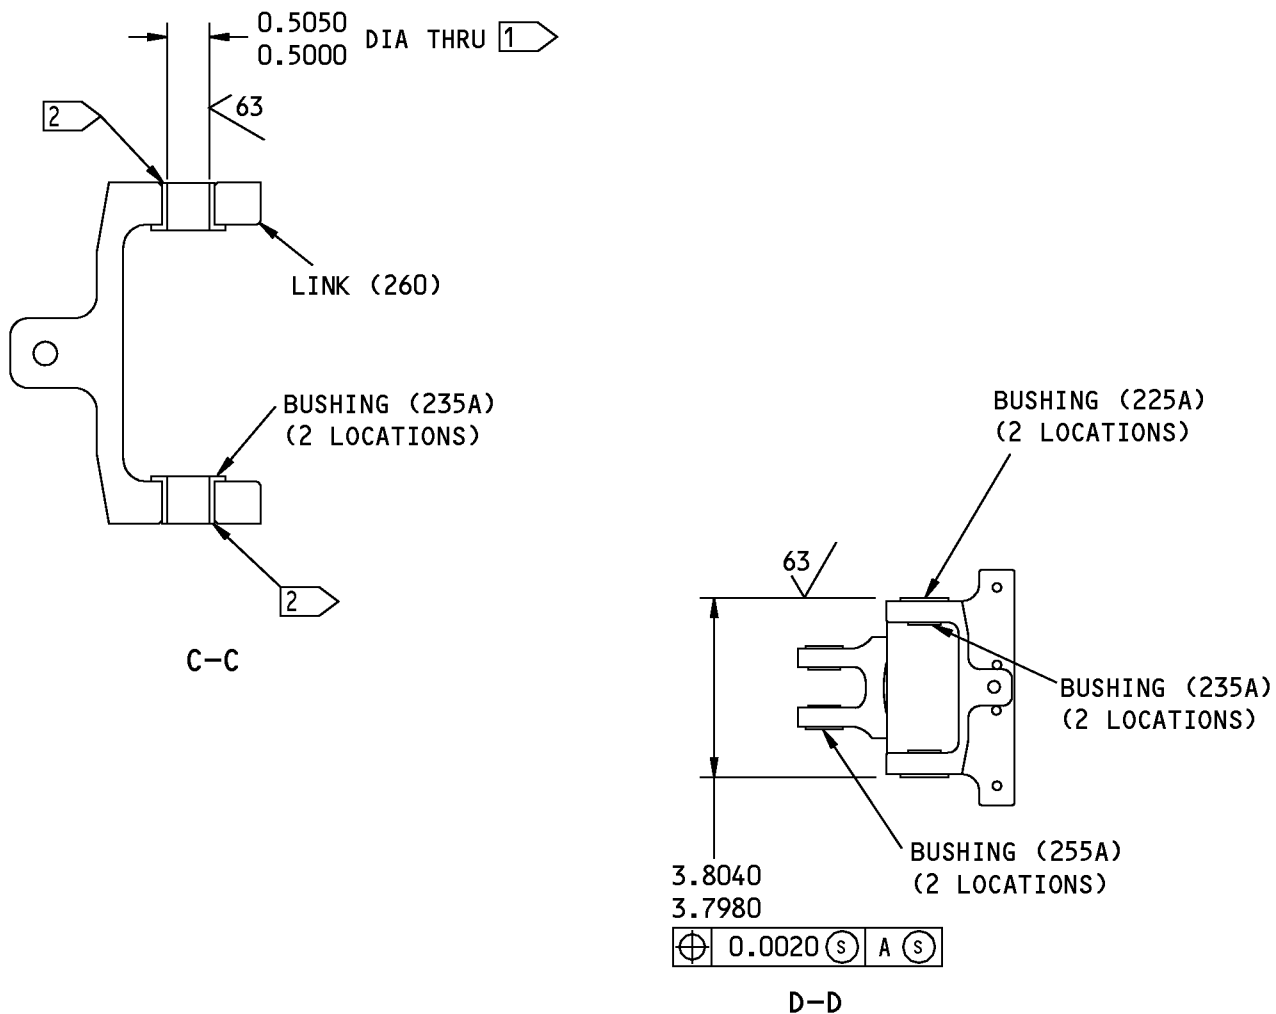 0.5050
0.5000
DIA THRU 1
2
63
LINK (260)
BUSHING (235A)
(2 LOCATIONS)
2
C-C
BUSHING (225A)
(2 LOCATIONS)
63
BUSHING (235A)
(2 LOCATIONS)
BUSHING (255A)
(2 LOCATIONS)
3.8040
3.7980
⌖ 0.0020 Ⓢ A Ⓢ
D-D